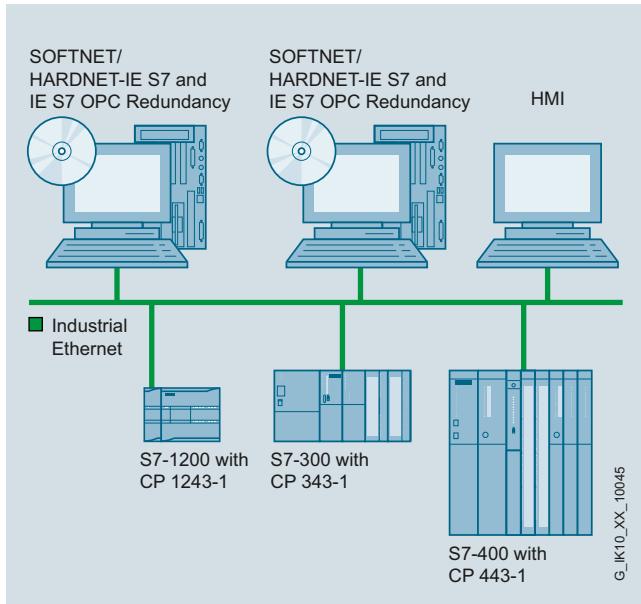 SOFTNET/
HARDNET-IE S7 and
IE S7 OPC Redundancy
SOFTNET/
HARDNET-IE S7 and
IE S7 OPC Redundancy
HMI
Industrial
Ethernet
S7-1200 with
CP 1243-1
S7-300 with
CP 343-1
S7-400 with
CP 443-1
G_IK10_XX_10045